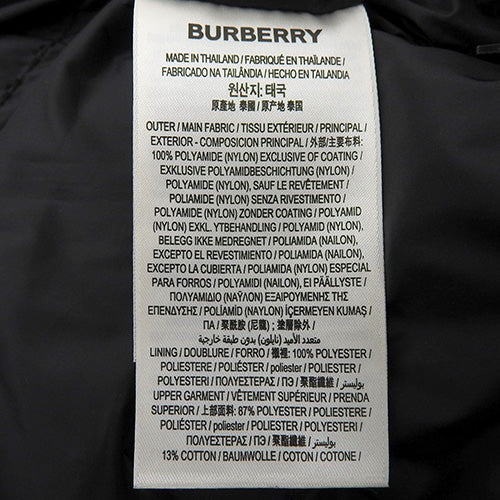 BURBERRY
MADE IN THAILAND / FABRIQUÉ EN THAÏLANDE /
FABRICADO NA TAILÂNDIA / HECHO EN TAILANDIA
원산지: 태국
原產地 泰國 / 原产地 泰国
OUTER / MAIN FABRIC / TISSU EXTÉRIEUR / PRINCIPAL /
EXTERIOR - COMPOSICION PRINCIPAL / 外部/主要布料:
100% POLYAMIDE (NYLON) EXCLUSIVE OF COATING /
EXKLUSIVE POLYAMIDBESCHICHTUNG (NYLON) /
POLYAMIDE (NYLON), SAUF LE REVÊTEMENT /
POLIAMIDE (NYLON) SENZA RIVESTIMENTO /
POLYAMIDE (NYLON) ZONDER COATING / POLYAMID
(NYLON) EXKL. YTBEHANDLING / POLYAMID (NYLON),
BELEGG IKKE MEDREGNET / POLIAMIDA (NAILON),
EXCEPTO EL REVESTIMIENTO / POLIAMIDA (NAILON),
EXCEPTO LA CUBIERTA / POLIAMIDA (NYLON) ESPECIAL
PARA FORROS / POLYAMIDI (NYLON), EI PÄÄLLYSTE /
ΠΟΛΥΑΜΙΔΙΟ (ΝΑΫΛΟΝ) ΕΞΑΙΡΟΥΜΕΝΗΣ ΤΗΣ
ΕΠΕΝΔΥΣΗΣ / POLİAMİD (NAYLON) İÇERMEYEN KUMAŞ /
ПА / 聚酰胺 (尼龍) ; 塗層除外 /
متعدد الأميد (نايلون) بدون طبقة خارجية
LINING / DOUBLURE / FORRO / 襯裡: 100% POLYESTER /
POLIESTERE / POLIÉSTER / poliester / POLIESTER /
POLYESTERI / ΠΟΛΥΕΣΤΕΡΑΣ / ПЭ / 聚酯纖維 / بوليستر
UPPER GARMENT / VÊTEMENT SUPÉRIEUR / PRENDA
SUPERIOR / 上部面料: 87% POLYESTER / POLIESTERE /
POLIÉSTER / poliester / POLIESTER / POLYESTERI /
ΠΟΛΥΕΣΤΕΡΑΣ / ПЭ / 聚酯纖維 / بوليستر
13% COTTON / BAUMWOLLE / COTON / COTONE /